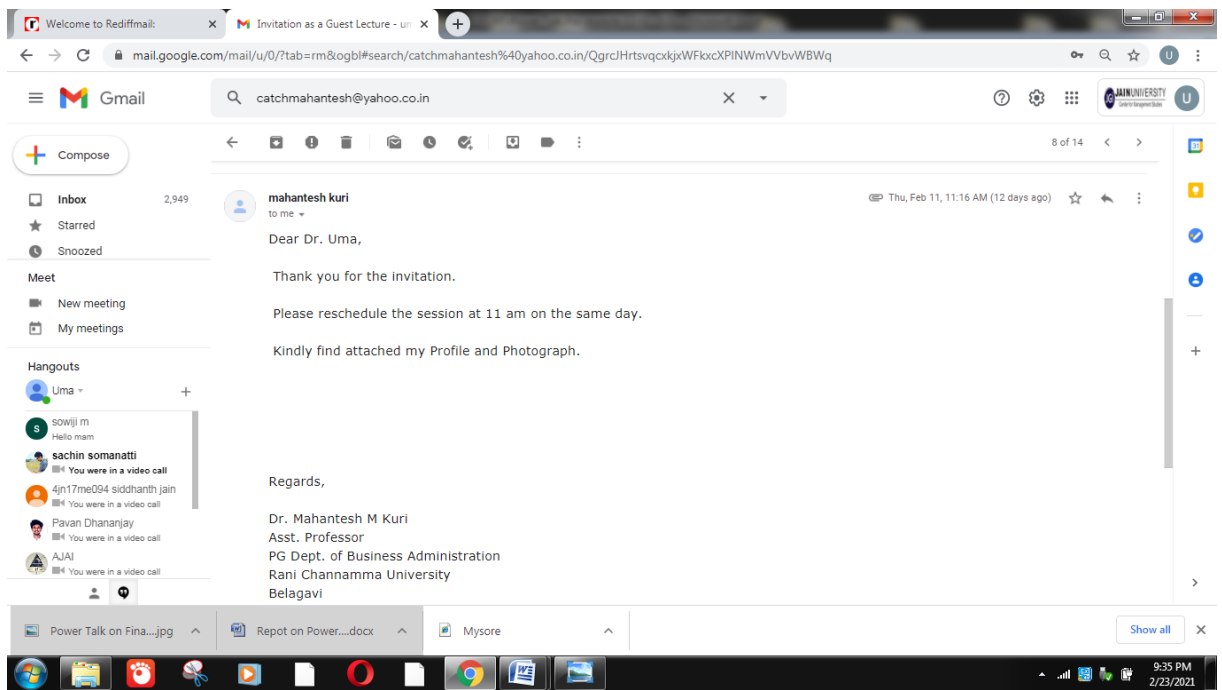 Welcome to Rediffmail:
Invitation as a Guest Lecture - un
mail.google.com/mail/u/0/?tab=rm&ogbl#search/catchmahantesh%40yahoo.co.in/QgrcJHrtsvqcxkjxWFkxcXPlNWmVVbvWBWq
U
Gmail
catchmahantesh@yahoo.co.in
JAIN UNIVERSITY
U
Compose
8 of 14
31
Inbox 2,949
Starred
Snoozed
Meet
New meeting
My meetings
Hangouts
Uma
s
sowiji m
Hello mam
sachin somanatti
You were in a video call
4jn17me094 siddhanth jain
You were in a video call
Pavan Dhananjay
You were in a video call
AJAI
You were in a video call
mahantesh kuri
Thu, Feb 11, 11:16 AM (12 days ago)
to me
Dear Dr. Uma,
Thank you for the invitation.
Please reschedule the session at 11 am on the same day.
Kindly find attached my Profile and Photograph.
Regards,
Dr. Mahantesh M Kuri
Asst. Professor
PG Dept. of Business Administration
Rani Channamma University
Belagavi
Power Talk on Fina....jpg
Repot on Power....docx
Mysore
Show all
9:35 PM
2/23/2021